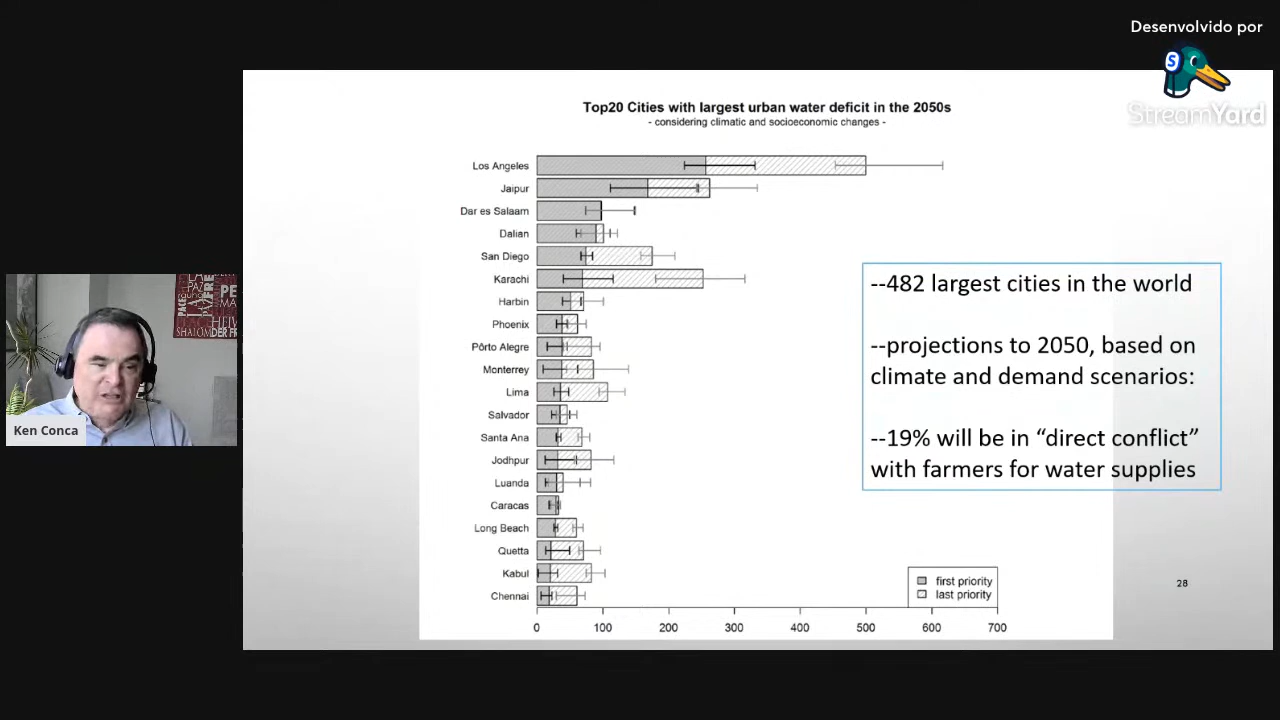 Desenvolvido por
StreamYard
Top20 Cities with largest urban water deficit in the 2050s
- considering climatic and socioeconomic changes -
Los Angeles
Jaipur
Dar es Salaam
Dalian
San Diego
Karachi
Harbin
Phoenix
Pôrto Alegre
Monterrey
Lima
Salvador
Santa Ana
Jodhpur
Luanda
Caracas
Long Beach
Quetta
Kabul
Chennai
0 100 200 300 400 500 600 700
first priority
last priority
--482 largest cities in the world
--projections to 2050, based on
climate and demand scenarios:
--19% will be in “direct conflict”
with farmers for water supplies
28
Ken Conca
PEACE
SHALOM